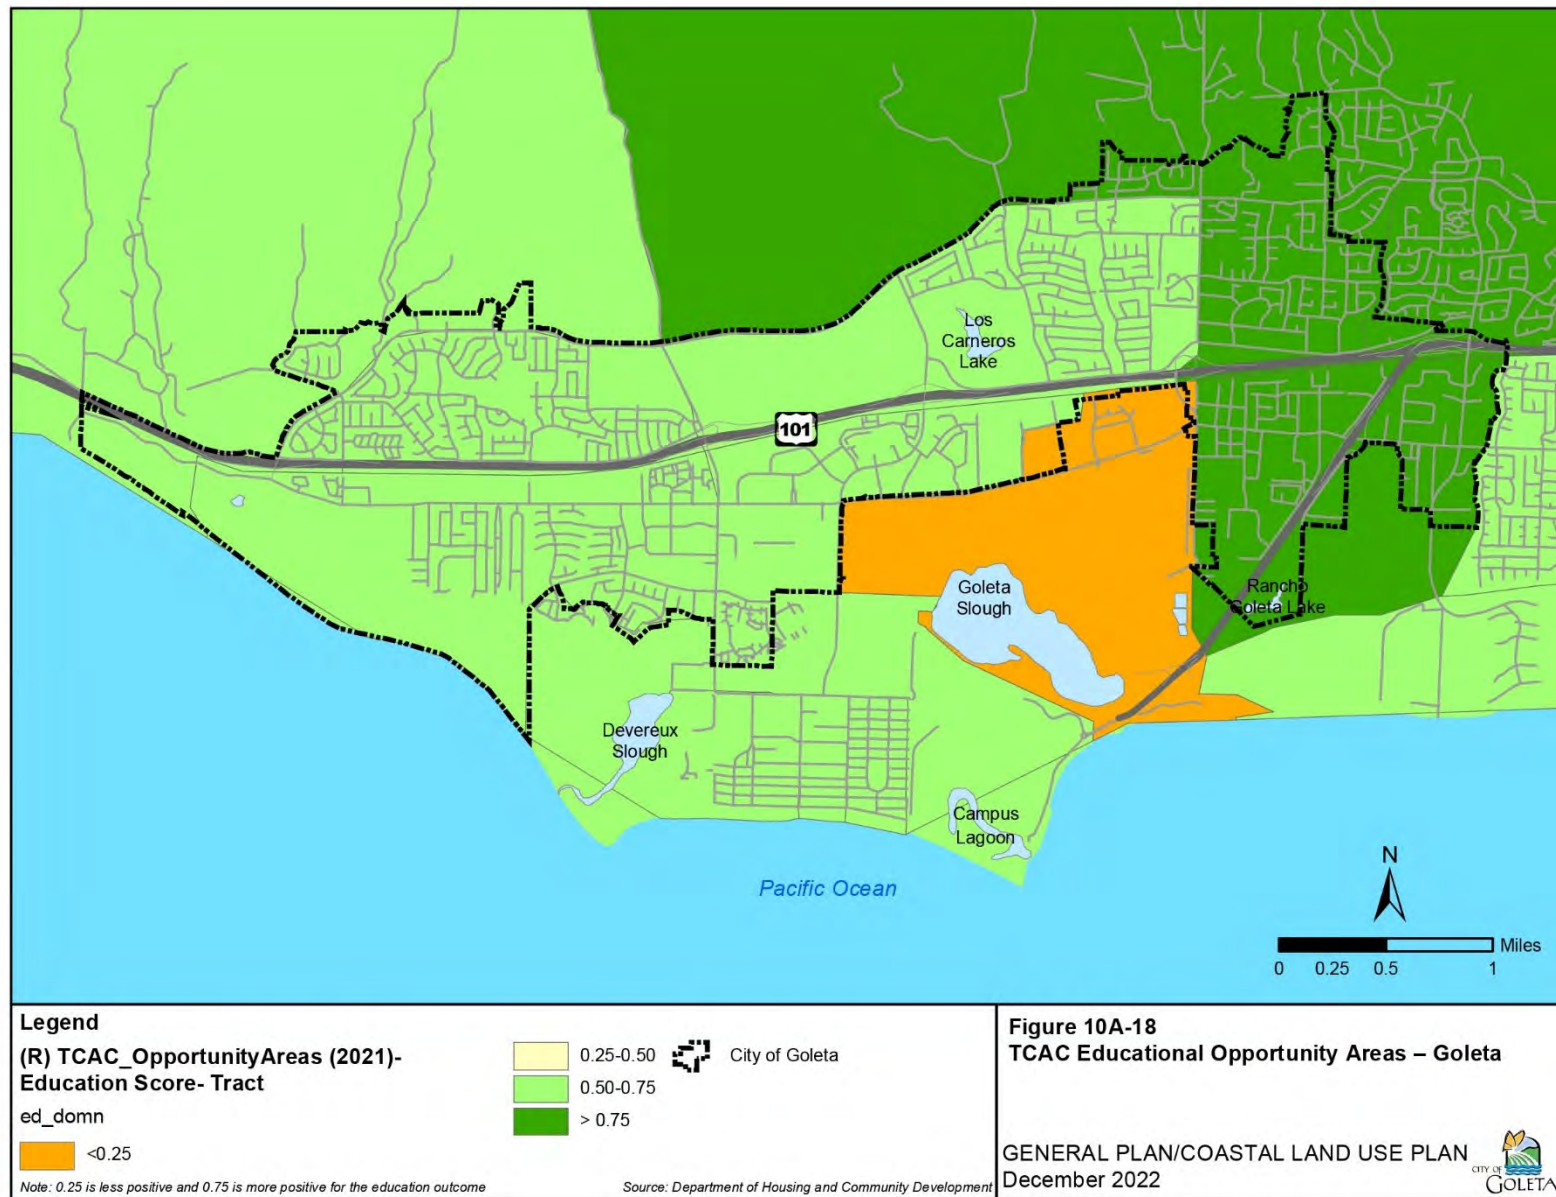 Los
Carneros
Lake
101
Goleta
Slough
Rancho
Goleta Lake
Devereux
Slough
Campus
Lagoon
Pacific Ocean
N
Miles
0 0.25 0.5 1
Legend
(R) TCAC_OpportunityAreas (2021)-
Education Score- Tract
ed_domn
<0.25
0.25-0.50
0.50-0.75
> 0.75
City of Goleta
Note: 0.25 is less positive and 0.75 is more positive for the education outcome
Source: Department of Housing and Community Development
Figure 10A-18
TCAC Educational Opportunity Areas – Goleta
GENERAL PLAN/COASTAL LAND USE PLAN
December 2022
CITY OF
GOLETA